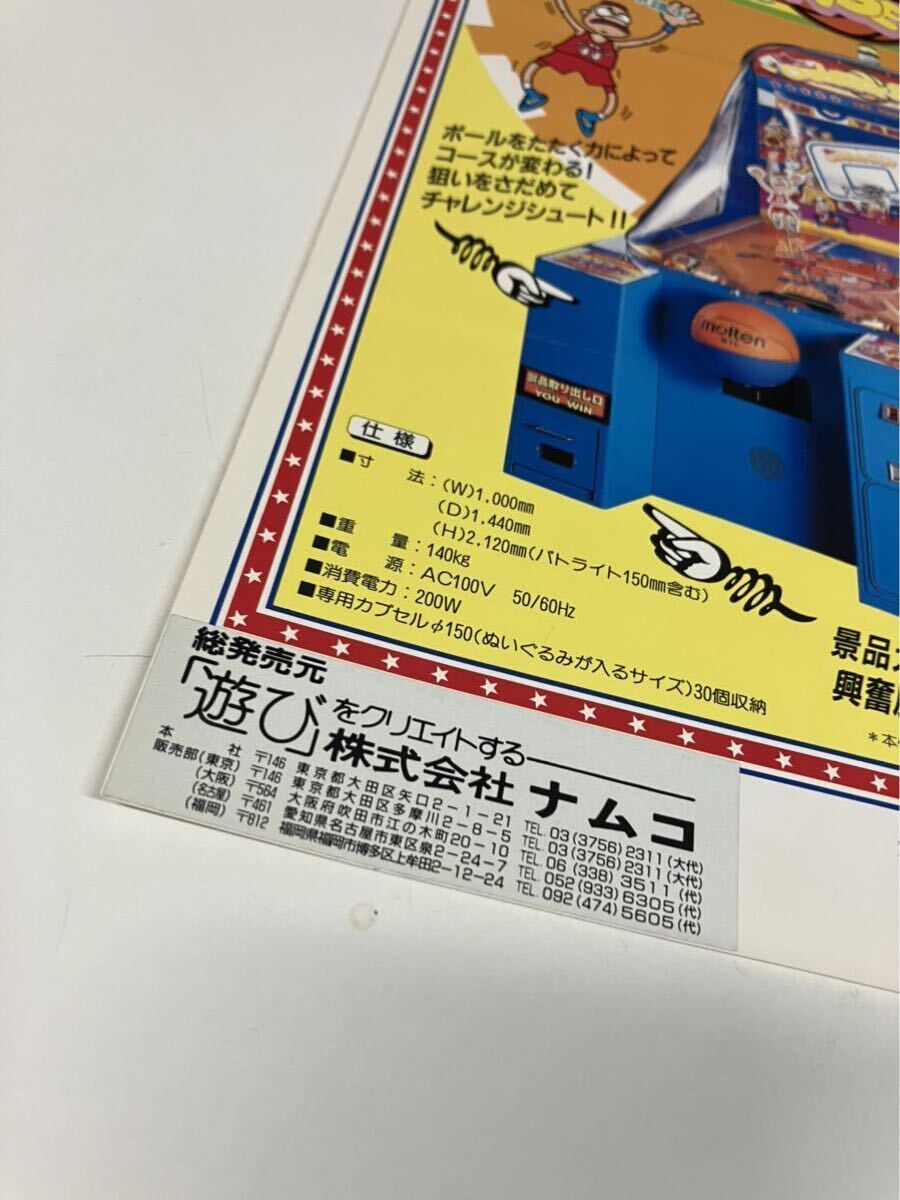 ボールをたたく力によって
コースが変わる!
狙いをさだめて
チャレンジシュート!!
molten
景品取り出し口
YOU WIN
仕様
■寸 法:(W)1,000mm
(D)1,440mm
(H)2,120mm(パトライト150mm含む)
■重 量:140kg
■電 源:AC100V 50/60Hz
■消費電力:200W
■専用カプセルφ150(ぬいぐるみが入るサイズ)30個収納
景品
興奮
*本
総発売元
「遊び」をクリエイトする
株式会社 ナムコ
本 社 〒146 東京都大田区矢口2-1-21 TEL.03(3756)2311(大代)
販売部(東京) 〒146 東京都大田区多摩川2-8-5 TEL.03(3756)2311(大代)
(大阪) 〒564 大阪府吹田市江の木町20-10 TEL.06(338)3511(代)
(名古屋) 〒461 愛知県名古屋市東区泉2-24-7 TEL.052(933)6305(代)
(福岡) 〒812 福岡県福岡市博多区上牟田2-12-24 TEL.092(474)5605(代)